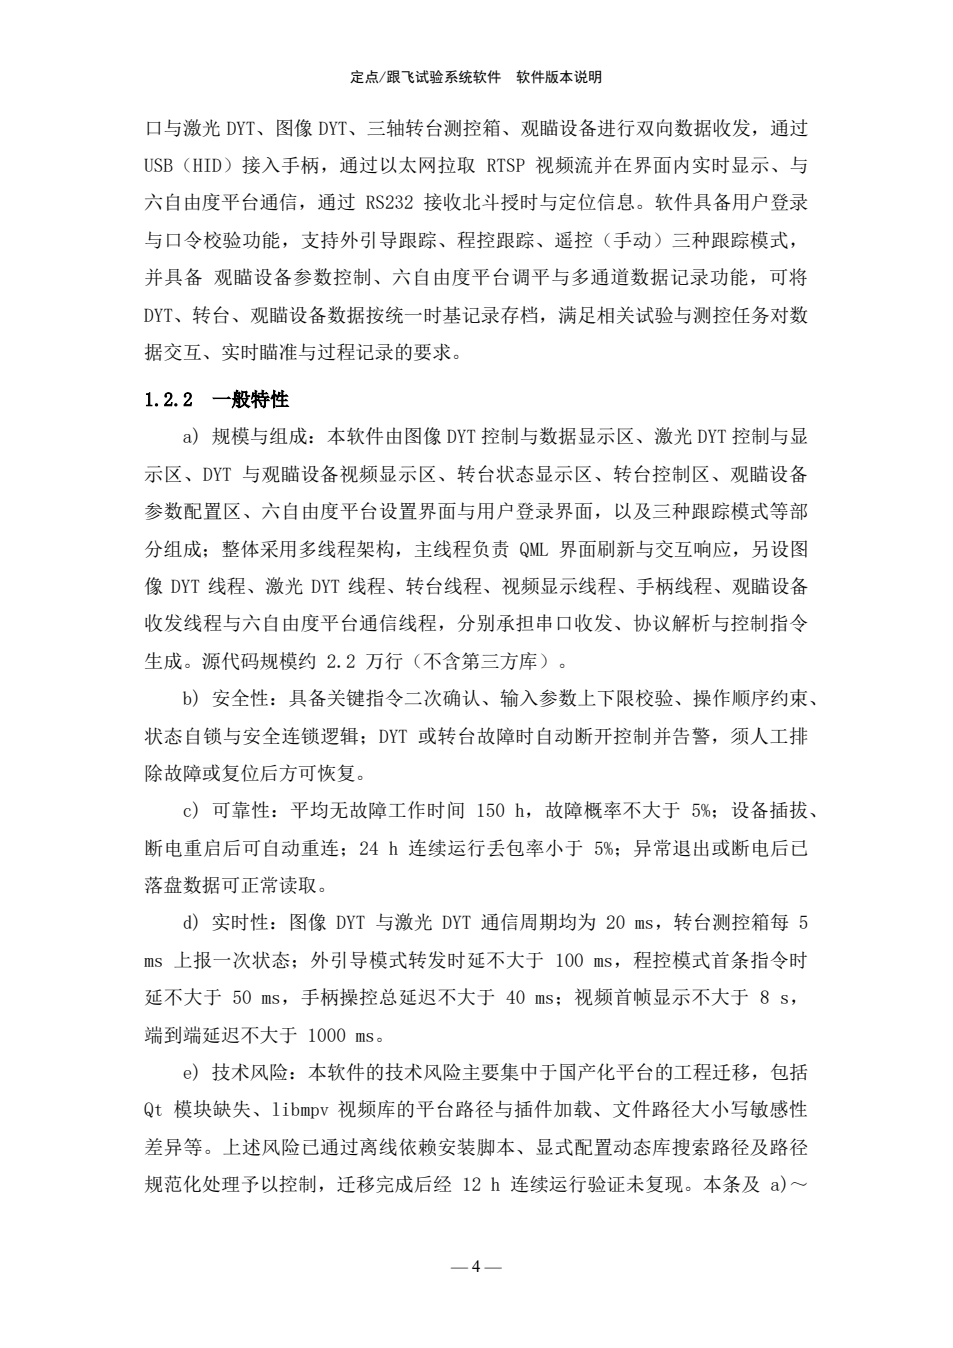 定点/跟飞试验系统软件　软件版本说明
口与激光 DYT、图像 DYT、三轴转台测控箱、观瞄设备进行双向数据收发，通过
USB（HID）接入手柄，通过以太网拉取 RTSP 视频流并在界面内实时显示、与
六自由度平台通信，通过 RS232 接收北斗授时与定位信息。软件具备用户登录
与口令校验功能，支持外引导跟踪、程控跟踪、遥控（手动）三种跟踪模式，
并具备 观瞄设备参数控制、六自由度平台调平与多通道数据记录功能，可将
DYT、转台、观瞄设备数据按统一时基记录存档，满足相关试验与测控任务对数
据交互、实时瞄准与过程记录的要求。
1.2.2　一般特性
a) 规模与组成：本软件由图像 DYT 控制与数据显示区、激光 DYT 控制与显
示区、DYT 与观瞄设备视频显示区、转台状态显示区、转台控制区、观瞄设备
参数配置区、六自由度平台设置界面与用户登录界面，以及三种跟踪模式等部
分组成；整体采用多线程架构，主线程负责 QML 界面刷新与交互响应，另设图
像 DYT 线程、激光 DYT 线程、转台线程、视频显示线程、手柄线程、观瞄设备
收发线程与六自由度平台通信线程，分别承担串口收发、协议解析与控制指令
生成。源代码规模约 2.2 万行（不含第三方库）。
b) 安全性：具备关键指令二次确认、输入参数上下限校验、操作顺序约束、
状态自锁与安全连锁逻辑；DYT 或转台故障时自动断开控制并告警，须人工排
除故障或复位后方可恢复。
c) 可靠性：平均无故障工作时间 150 h，故障概率不大于 5%；设备插拔、
断电重启后可自动重连；24 h 连续运行丢包率小于 5%；异常退出或断电后已
落盘数据可正常读取。
d) 实时性：图像 DYT 与激光 DYT 通信周期均为 20 ms，转台测控箱每 5
ms 上报一次状态；外引导模式转发时延不大于 100 ms，程控模式首条指令时
延不大于 50 ms，手柄操控总延迟不大于 40 ms；视频首帧显示不大于 8 s，
端到端延迟不大于 1000 ms。
e) 技术风险：本软件的技术风险主要集中于国产化平台的工程迁移，包括
Qt 模块缺失、libmpv 视频库的平台路径与插件加载、文件路径大小写敏感性
差异等。上述风险已通过离线依赖安装脚本、显式配置动态库搜索路径及路径
规范化处理予以控制，迁移完成后经 12 h 连续运行验证未复现。本条及 a)～
— 4 —